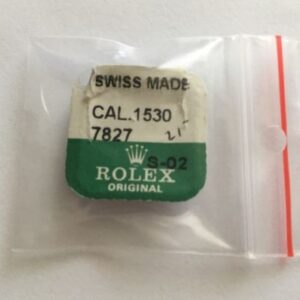 SWISS MADE
CAL.1530
7827
S-02
ROLEX
ORIGINAL